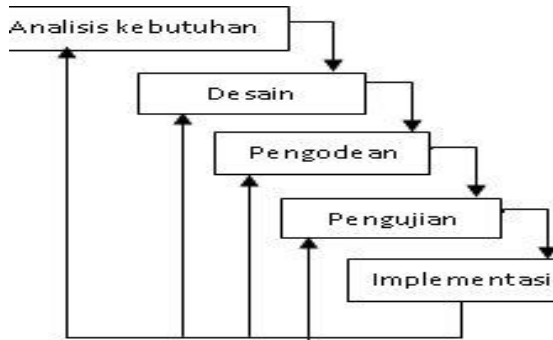 Analisis kebutuhan
Desain
Pengodean
Pengujian
Implementasi